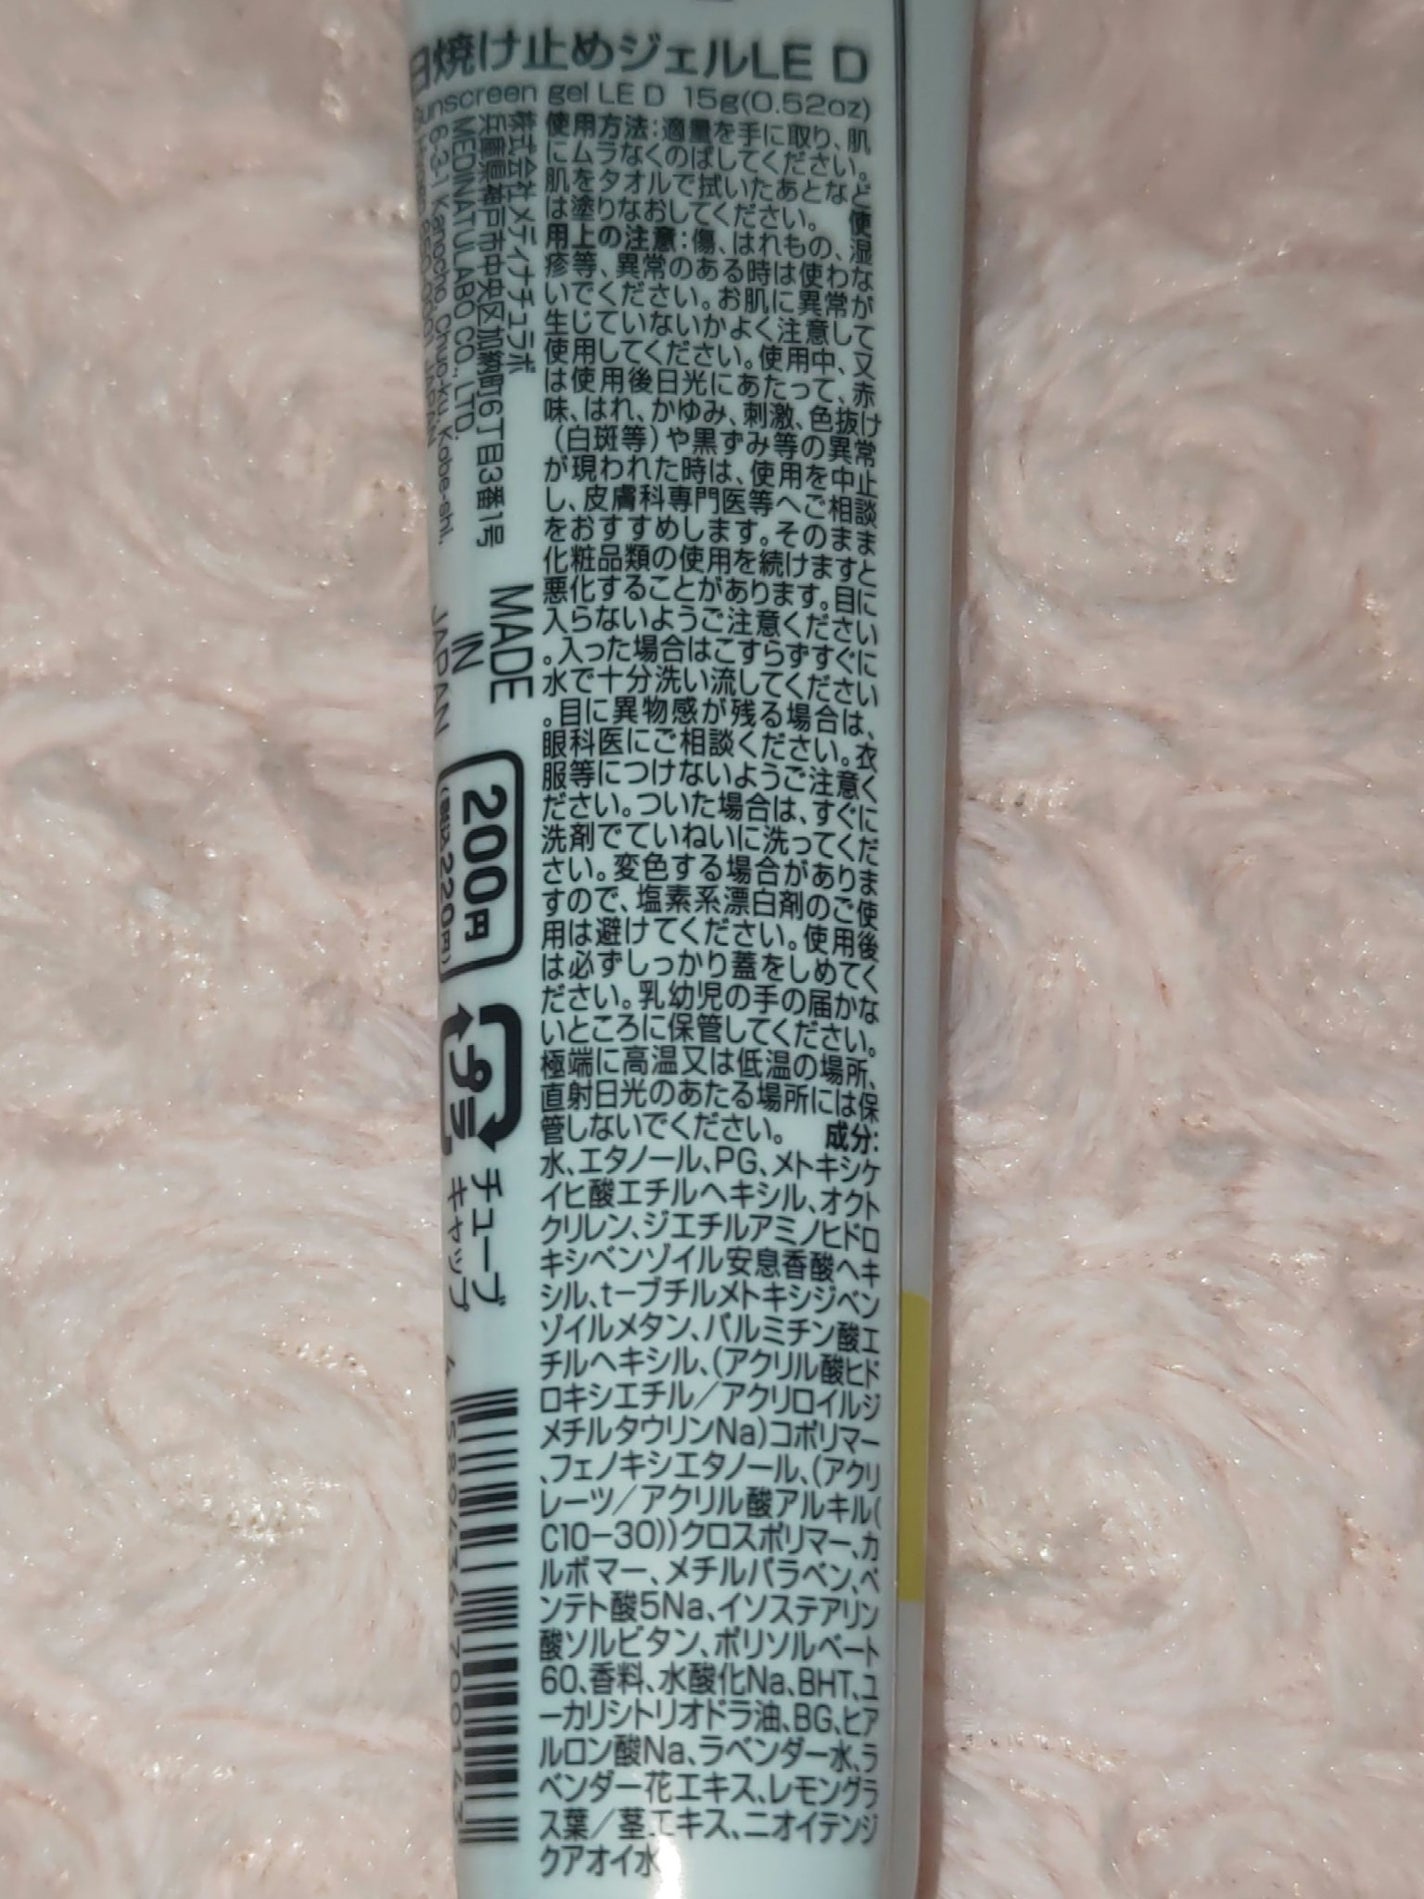 日焼け止めジェルLE D
Sunscreen gel LE D 15g(0.52oz)
使用方法:適量を手に取り、肌
にムラなくのばしてください。
肌をタオルで拭いたあとなど
は塗りなおしてください。 使
用上の注意:傷、はれもの、湿
疹等、異常のある時は使わな
いでください。お肌に異常が
生じていないかよく注意して
使用してください。使用中、又
は使用後日光にあたって、赤
味、はれ、かゆみ、刺激、色抜け
(白斑等)や黒ずみ等の異常
が現われた時は、使用を中止
し、皮膚科専門医等へご相談
をおすすめします。そのまま
化粧品類の使用を続けますと
悪化することがあります。目に
入らないようご注意ください
。入った場合はこすらずすぐに
水で十分洗い流してください
。目に異物感が残る場合は、
眼科医にご相談ください。衣
服等につけないようご注意く
ださい。ついた場合は、すぐに
洗剤でていねいに洗ってくだ
さい。変色する場合がありま
すので、塩素系漂白剤のご使
用は避けてください。使用後
は必ずしっかり蓋をしめてく
ださい。乳幼児の手の届かな
いところに保管してください。
極端に高温又は低温の場所、
直射日光のあたる場所には保
管しないでください。 成分:
水、エタノール、PG、メトキシケ
イヒ酸エチルヘキシル、オクト
クリレン、ジエチルアミノヒドロ
キシベンゾイル安息香酸ヘキ
シル、t-ブチルメトキシジベン
ゾイルメタン、パルミチン酸エ
チルヘキシル、(アクリル酸ヒド
ロキシエチル/アクリロイルジ
メチルタウリンNa)コポリマー
、フェノキシエタノール、(アクリ
レーツ/アクリル酸アルキル(
C10-30))クロスポリマー、カ
ルボマー、メチルパラベン、ペ
ンテト酸5Na、イソステアリン
酸ソルビタン、ポリソルベート
60、香料、水酸化Na、BHT、ユ
ーカリシトリオドラ油、BG、ヒア
ルロン酸Na、ラベンダー水、ラ
ベンダー花エキス、レモングラ
ス葉/茎エキス、ニオイテンジ
クアオイ水
株式会社メディナチュラボ
兵庫県神戸市中央区加納町6丁目3番1号
MEDINATULABO CO., LTD.
6-3-1 Kanocho, Chuo-ku, Kobe-shi,
MADE
IN
JAPAN
200円
(税込220円)
プラ
チューブ
キャップ